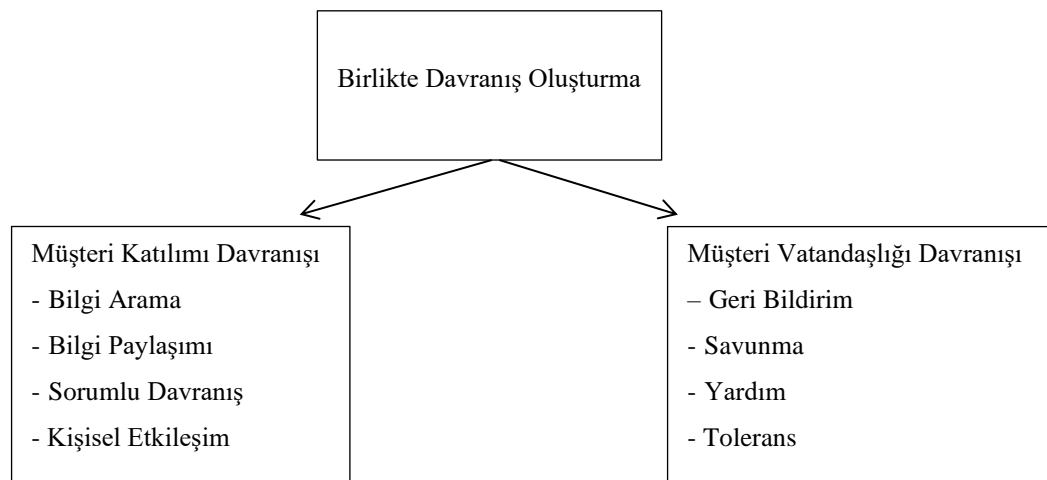 Birlikte Davranış Oluşturma
Müşteri Katılımı Davranışı
- Bilgi Arama
- Bilgi Paylaşımı
- Sorumlu Davranış
- Kişisel Etkileşim
Müşteri Vatandaşlığı Davranışı
– Geri Bildirim
- Savunma
- Yardım
- Tolerans